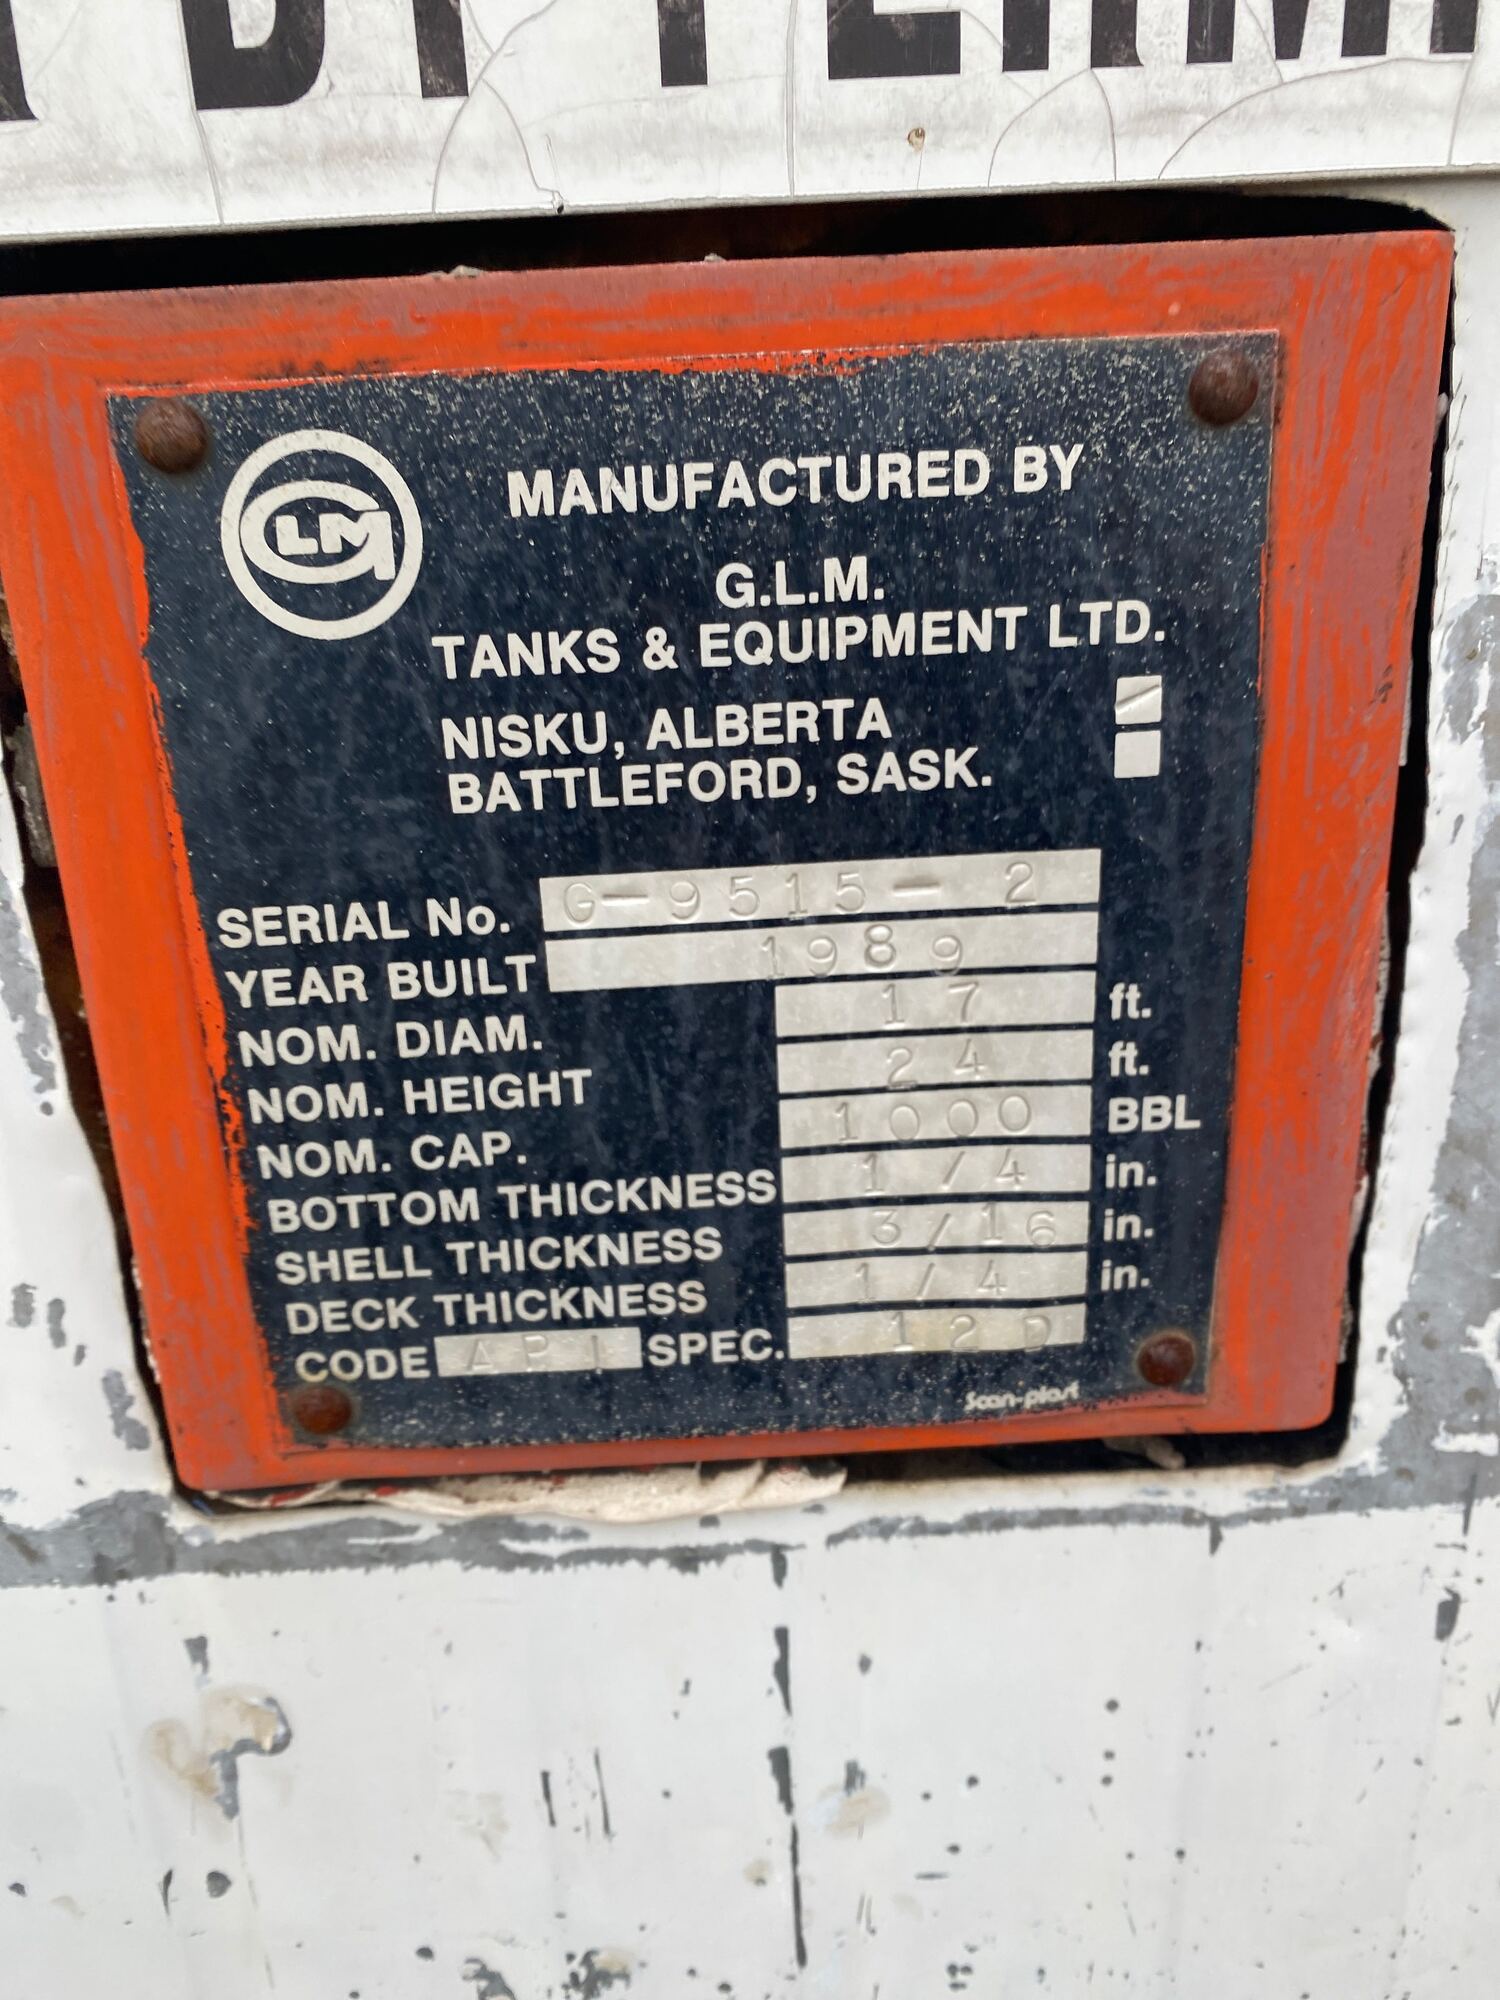 BY PERM
GLM
MANUFACTURED BY
G.L.M.
TANKS & EQUIPMENT LTD.
NISKU, ALBERTA
BATTLEFORD, SASK.
SERIAL No. G-9515-2
YEAR BUILT 1989
NOM. DIAM. 17 ft.
NOM. HEIGHT 24 ft.
NOM. CAP. 1000 BBL
BOTTOM THICKNESS 1/4 in.
SHELL THICKNESS 3/16 in.
DECK THICKNESS 1/4 in.
CODE API SPEC. 12D
Scan-plast